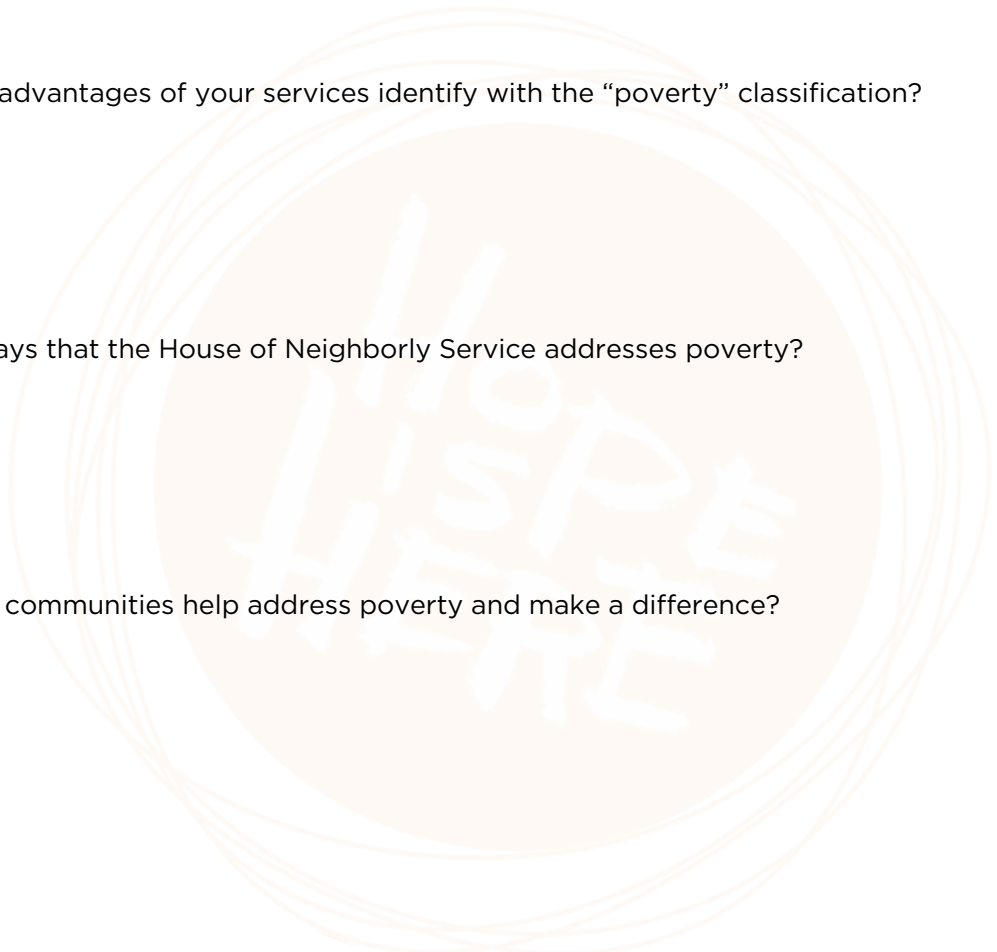 advantages of your services identify with the “poverty” classification?
ays that the House of Neighborly Service addresses poverty?
communities help address poverty and make a difference?
HOPE
IS
HERE